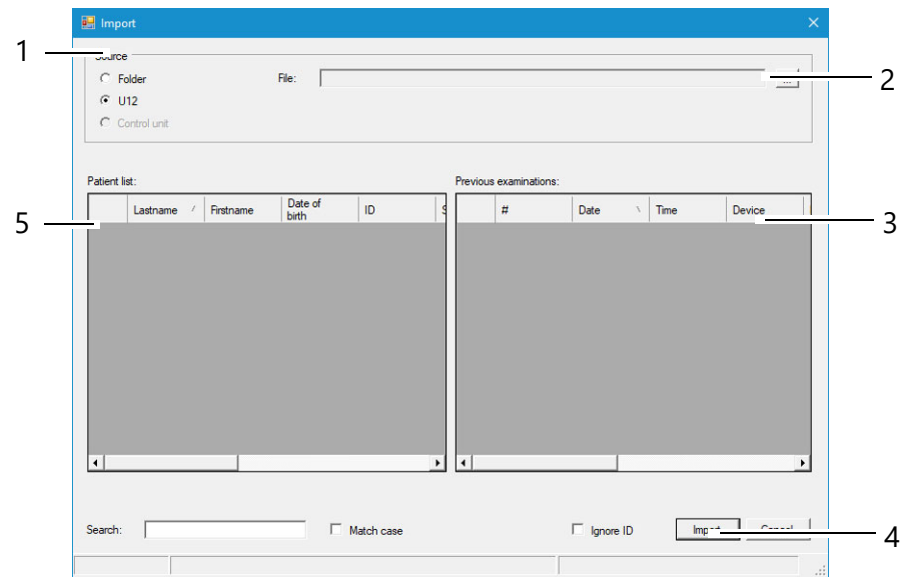 Import
1
Source
Folder
File:
...
2
U12
Control unit
Patient list:
Previous examinations:
5
Lastname
Firstname
Date of
birth
ID
#
Date
Time
Device
3
Search:
Match case
Ignore ID
Import
Cancel
4